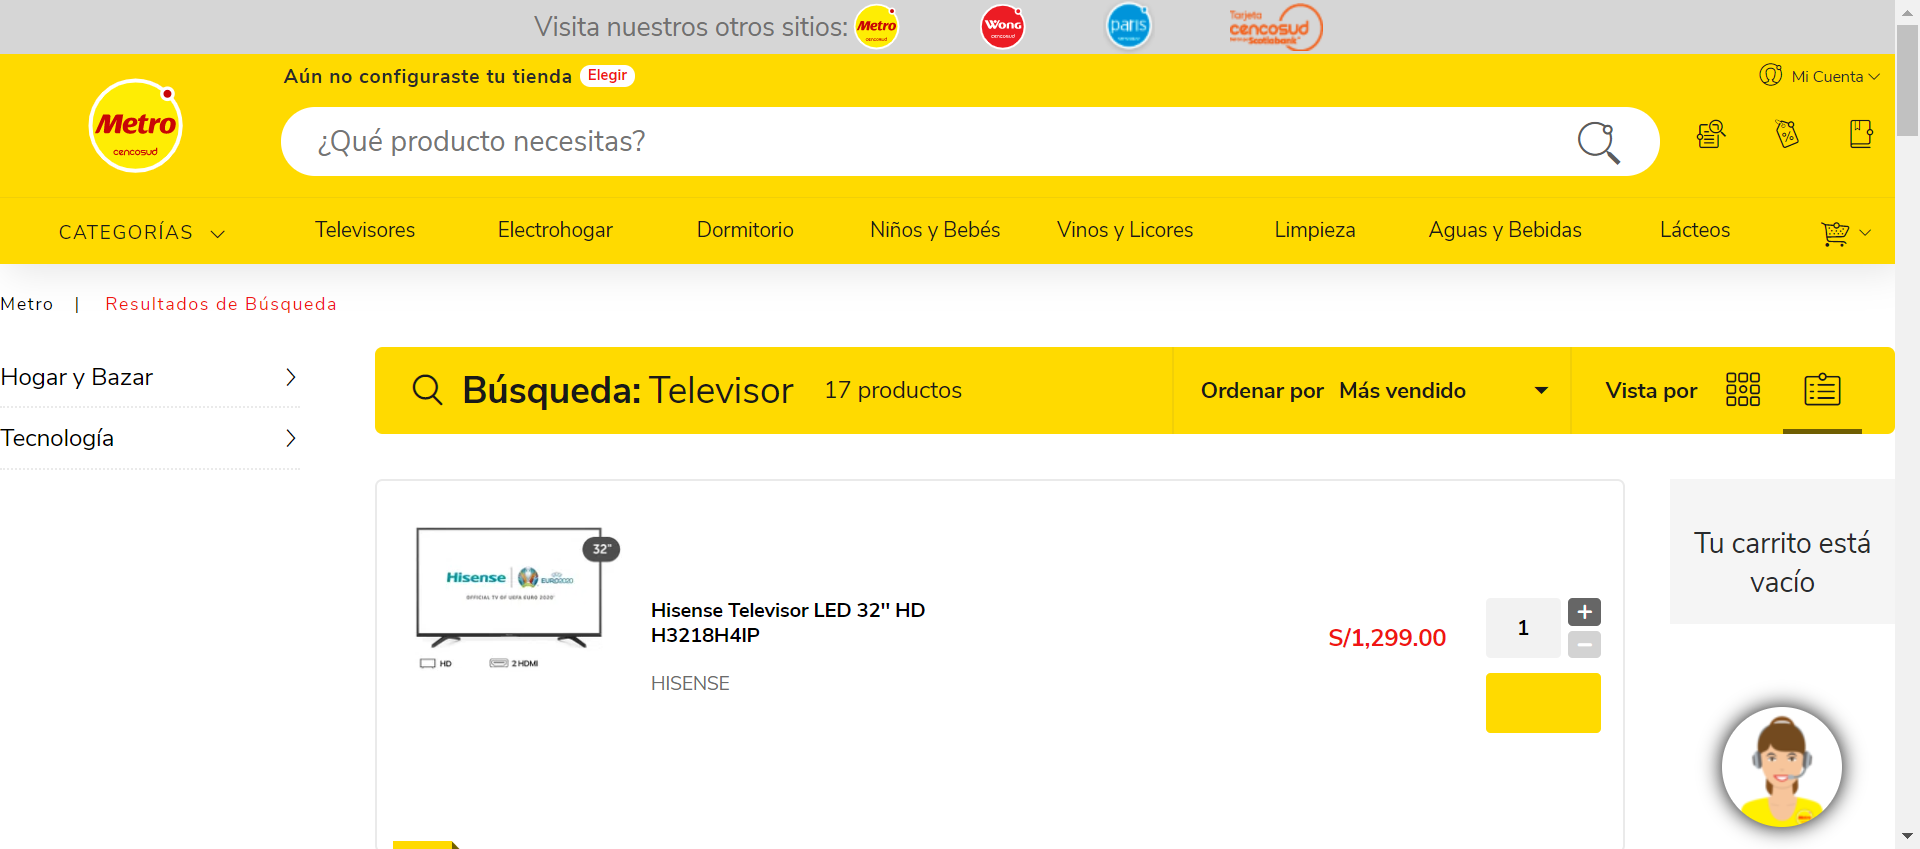 Visita nuestros otros sitios:
Metro
cencosud
Wong
cencosud
paris
Tarjeta
cencosud
Scotiabank
Aún no configuraste tu tienda
Elegir
Mi Cuenta
Metro
cencosud
¿Qué producto necesitas?
CATEGORÍAS
Televisores
Electrohogar
Dormitorio
Niños y Bebés
Vinos y Licores
Limpieza
Aguas y Bebidas
Lácteos
Metro | Resultados de Búsqueda
Hogar y Bazar
Tecnología
Búsqueda: Televisor 17 productos
Ordenar por Más vendido
Vista por
32"
Hisense
EURO2020
OFFICIAL TV OF UEFA EURO 2020
HD
2 HDMI
Hisense Televisor LED 32'' HD
H3218H4IP
HISENSE
S/1,299.00
1
Tu carrito está
vacío